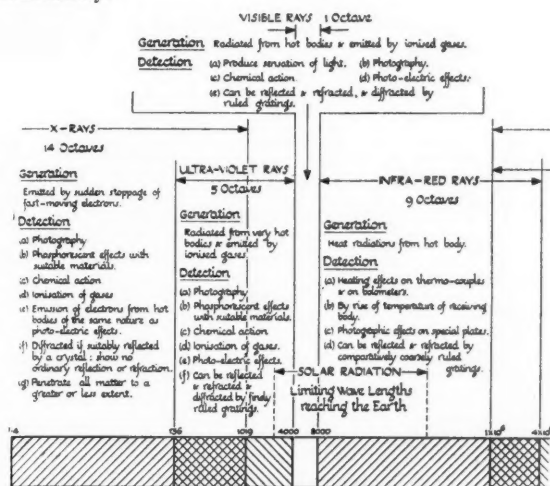 VISIBLE RAYS 1 Octave
Generation Radiated from hot bodies & emitted by ionised gases.
Detection (a) Produce sensation of light. (b) Photography.
(c) Chemical action. (d) Photo-electric effects.
(e) Can be reflected & refracted, & diffracted by
ruled gratings.
X-RAYS
14 Octaves
Generation
Emitted by sudden stoppage of
fast-moving electrons.
Detection
(a) Photography
(b) Phosphorescent effects with
suitable materials.
(c) Chemical action
(d) Ionisation of gases
(e) Emission of electrons from hot
bodies of the same nature as
photo-electric effects.
(f) Diffracted if suitably reflected
by a crystal: show no
ordinary reflection or refraction.
(g) Penetrate all matter to a
greater or less extent.
ULTRA-VIOLET RAYS
5 Octaves
Generation
Radiated from very hot
bodies & emitted by
ionised gases.
Detection
(a) Photography
(b) Phosphorescent effects
with suitable materials.
(c) Chemical action
(d) Ionisation of gases.
(e) Photo-electric effects.
(f) Can be reflected
& refracted &
diffracted by finely
ruled gratings.
INFRA-RED RAYS
9 Octaves
Generation
Heat radiations from hot body.
Detection
(a) Heating effects on thermo-couples
& on bolometers.
(b) By rise of temperature of receiving
body.
(c) Photographic effects on special plates.
(d) Can be reflected & refracted by
comparatively coarsely ruled
gratings.
SOLAR RADIATION
Limiting Wave Lengths
reaching the Earth
1·4 136 1010 4000 8000